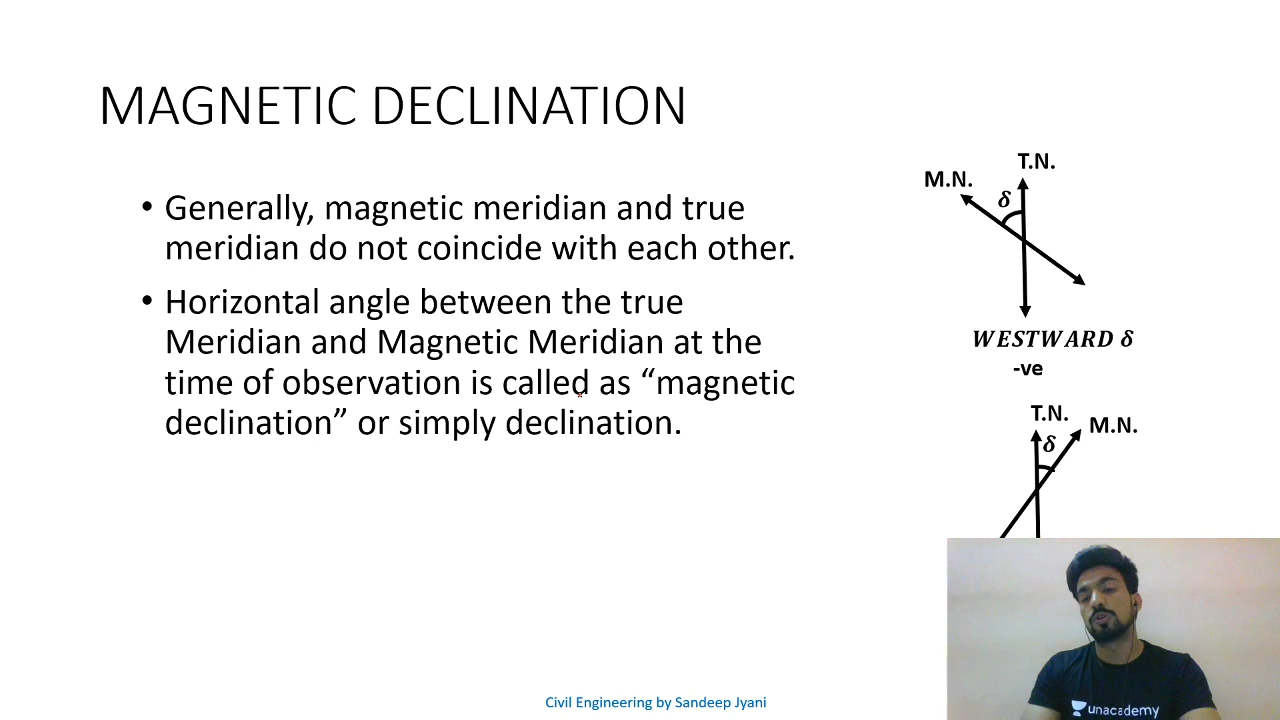 MAGNETIC DECLINATION
• Generally, magnetic meridian and true
meridian do not coincide with each other.
• Horizontal angle between the true
Meridian and Magnetic Meridian at the
time of observation is called as “magnetic
declination” or simply declination.
T.N.
M.N.
δ
WESTWARD δ
-ve
T.N.
M.N.
δ
unacademy
Civil Engineering by Sandeep Jyani